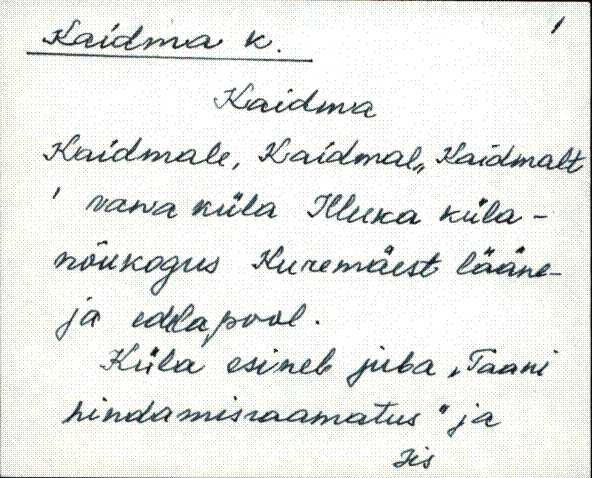 1
Kaidma k.
Kaidma
Kaidmale, Kaidmal, Kaidmalt
' vana küla Illuka küla-
nõukogus Kuremäest lääne-
ja edelapool.
Küla esineb juba „Taani
hindamisraamatus" ja
siis